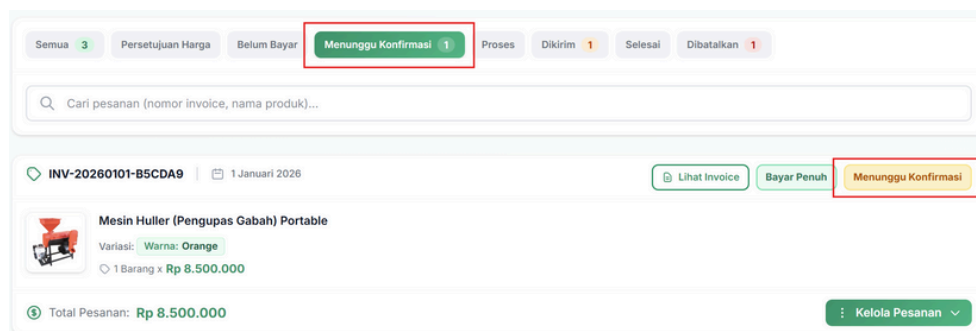 Semua 3 Persetujuan Harga Belum Bayar Menunggu Konfirmasi 1 Proses Dikirim 1 Selesai Dibatalkan 1
Cari pesanan (nomor invoice, nama produk)...
INV-20260101-B5CDA9 1 Januari 2026 Lihat Invoice Bayar Penuh Menunggu Konfirmasi
Mesin Huller (Pengupas Gabah) Portable
Variasi: Warna: Orange
1 Barang x Rp 8.500.000
Total Pesanan: Rp 8.500.000 Kelola Pesanan